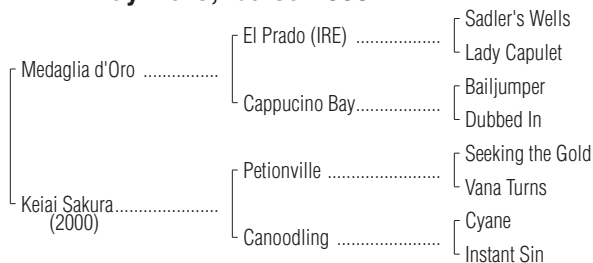 El Prado (IRE) ................... Sadler's Wells
Lady Capulet
Medaglia d'Oro ................
Cappucino Bay................... Bailjumper
Dubbed In
Petionville ......................... Seeking the Gold
Vana Turns
Keiai Sakura......................
(2000)
Canoodling ....................... Cyane
Instant Sin